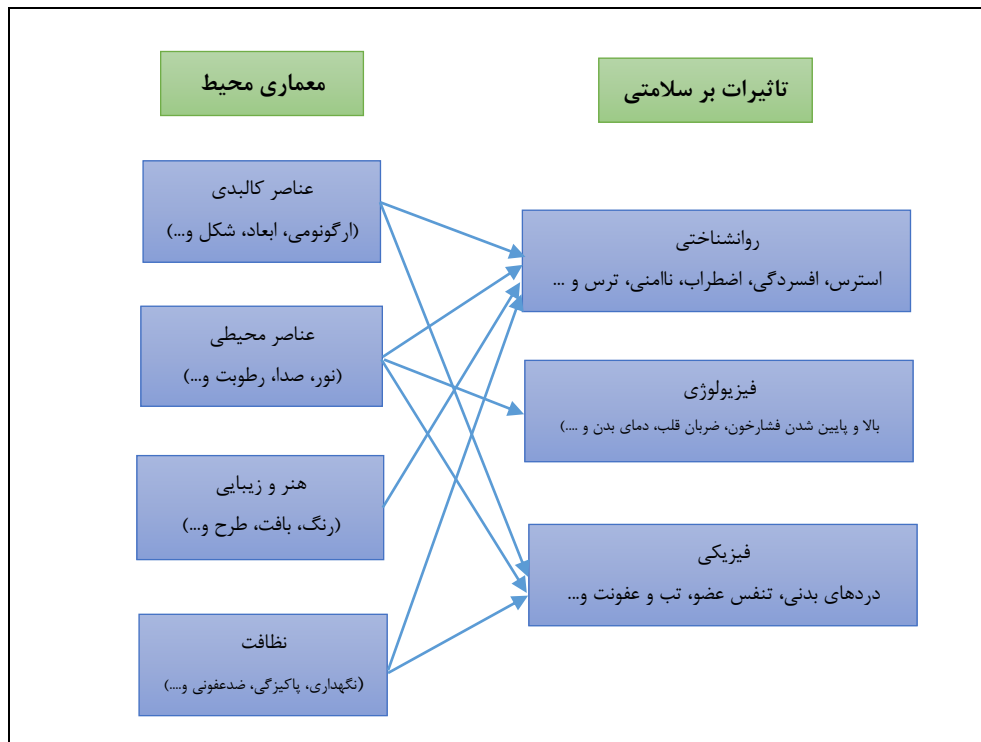 معماری محیط
تاثیرات بر سلامتی
عناصر کالبدی
(ارگونومی، ابعاد، شکل و...)
عناصر محیطی
(نور، صدا، رطوبت و...)
هنر و زیبایی
(رنگ، بافت، طرح و...)
نظافت
(نگهداری، پاکیزگی، ضدعفونی و....)
روانشناختی
استرس، افسردگی، اضطراب، ناامنی، ترس و ...
فیزیولوژی
بالا و پایین شدن فشارخون، ضربان قلب، دمای بدن و ....)
فیزیکی
دردهای بدنی، تنفس عضو، تب و عفونت و...